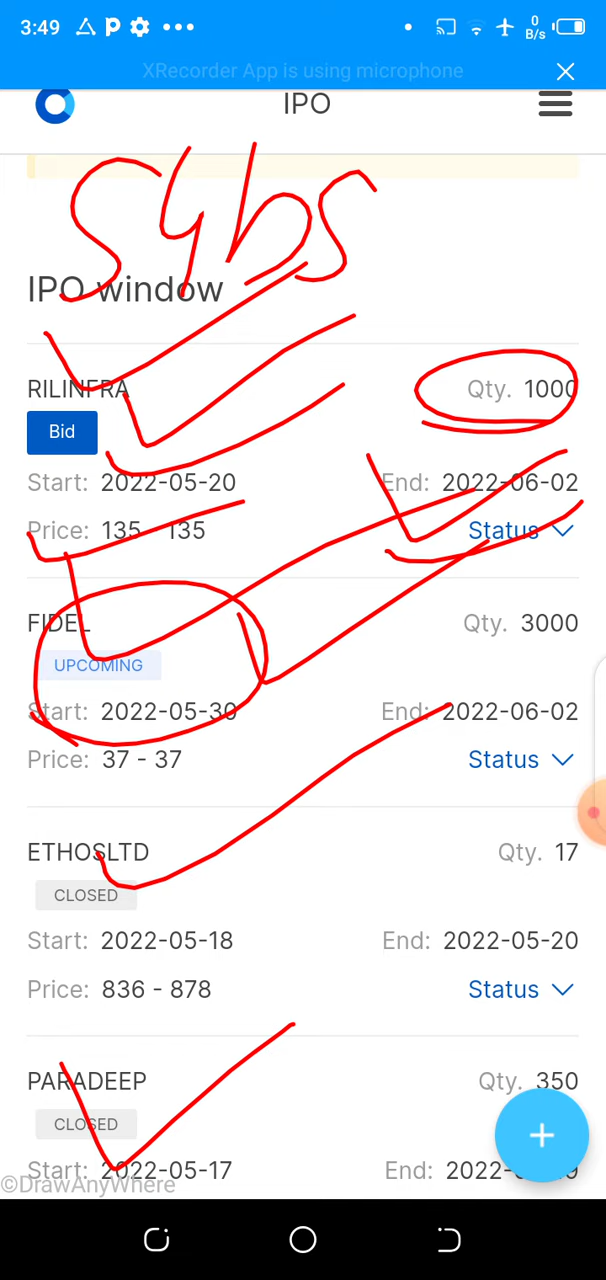 3:49 0 B/s
XRecorder App is using microphone
IPO
Subs
IPO window
RILINFRA Qty. 1000
Bid
Start: 2022-05-20 End: 2022-06-02
Price: 135 - 135 Status
FIDEL Qty. 3000
UPCOMING
Start: 2022-05-30 End: 2022-06-02
Price: 37 - 37 Status
ETHOSLTD Qty. 17
CLOSED
Start: 2022-05-18 End: 2022-05-20
Price: 836 - 878 Status
PARADEEP Qty. 350
CLOSED
Start: 2022-05-17 End:
©DrawAnyWhere